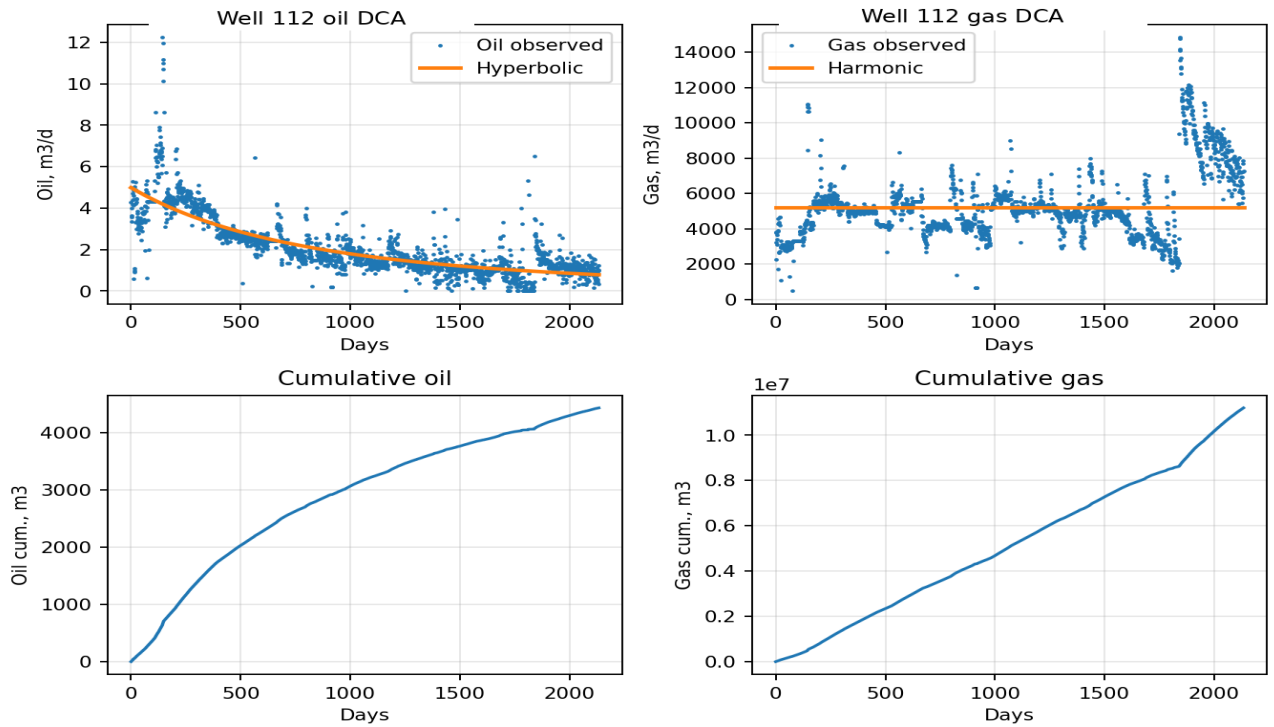 Well 112 oil DCA
Oil, m3/d
12
10
8
6
4
2
0
Oil observed
Hyperbolic
0 500 1000 1500 2000
Days
Well 112 gas DCA
Gas, m3/d
14000
12000
10000
8000
6000
4000
2000
0
Gas observed
Harmonic
0 500 1000 1500 2000
Days
Cumulative oil
Oil cum., m3
4000
3000
2000
1000
0
0 500 1000 1500 2000
Days
Cumulative gas
1e7
Gas cum., m3
1.0
0.8
0.6
0.4
0.2
0.0
0 500 1000 1500 2000
Days